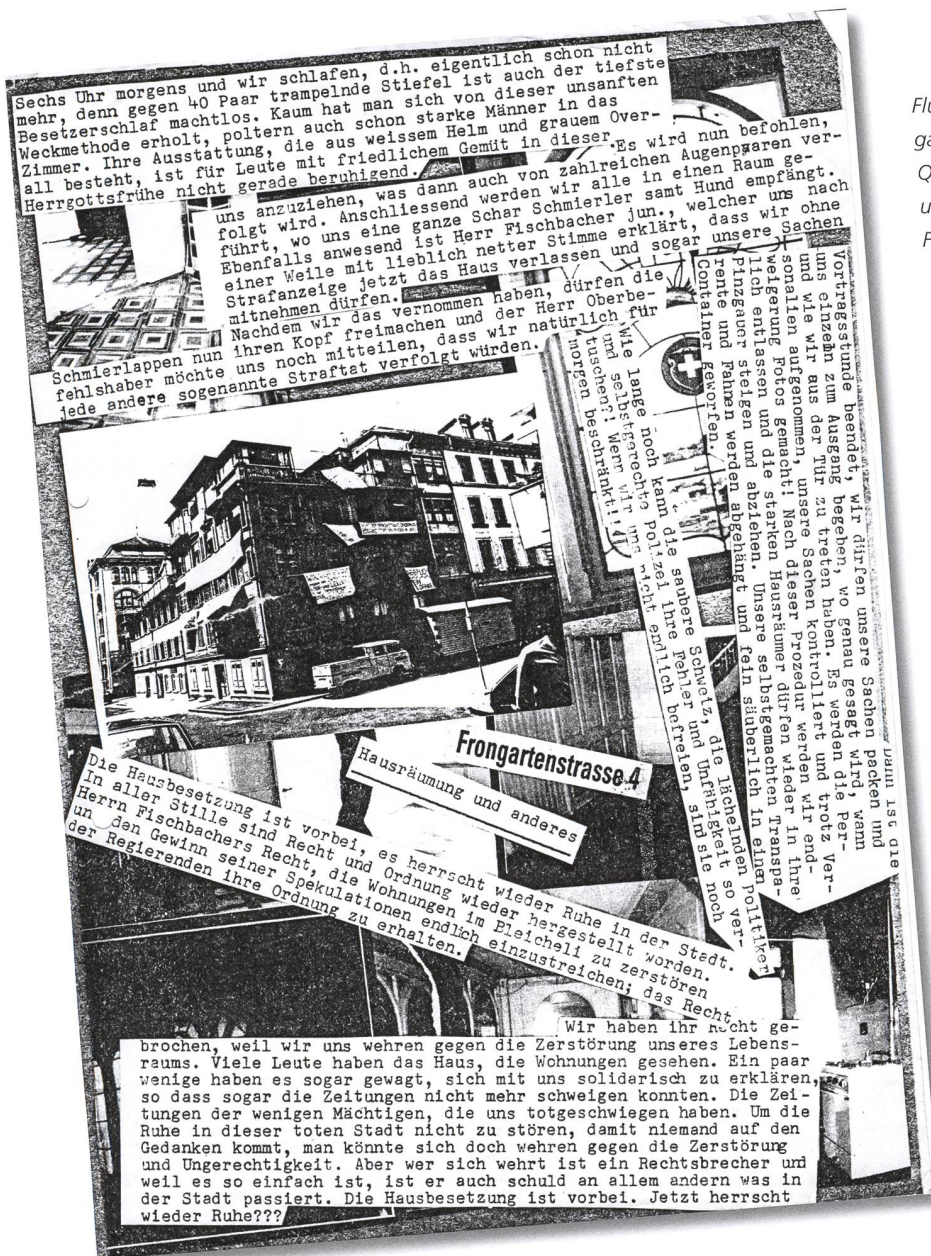 Sechs Uhr morgens und wir schlafen, d.h. eigentlich schon nicht
mehr, denn gegen 40 Paar trampelnde Stiefel ist auch der tiefste
Besetzerschlaf machtlos. Kaum hat man sich von dieser unsanften
Weckmethode erholt, poltern auch schon starke Männer in das
Zimmer. Ihre Ausstattung, die aus weissem Helm und grauem Over-
all besteht, ist für Leute mit friedlichem Gemüt in dieser
Herrgottsfrühe nicht gerade beruhigend.
Es wird nun befohlen,
uns anzuziehen, was dann auch von zahlreichen Augenpaaren ver-
folgt wird. Anschliessend werden wir alle in einen Raum ge-
führt, wo uns eine ganze Schar Schmierler samt Hund empfängt.
Ebenfalls anwesend ist Herr Fischbacher jun., welcher uns nach
einer Weile mit lieblich netter Stimme erklärt, dass wir ohne
Strafanzeige jetzt das Haus verlassen und sogar unsere Sachen
mitnehmen dürfen.
Nachdem wir das vernommen haben, dürfen die
Schmierlappen nun ihren Kopf freimachen und der Herr Oberbe-
fehlshaber möchte uns noch mitteilen, dass wir natürlich für
jede andere sogenannte Straftat verfolgt würden.
Dann ist die
Vortragsstunde beendet, wir dürfen unsere Sachen packen und
uns einzeln zum Ausgang begeben, wo genau gesagt wird, wann
und wie wir aus der Tür zu treten haben. Es werden die Per-
sonalien aufgenommen, unsere Sachen kontrolliert und trotz Ver-
weigerung Fotos gemacht! Nach dieser Prozedur werden wir end-
lich entlassen und die starken Hausräumer dürfen wieder in ihre
Pinzgauer steigen und abziehen. Unsere selbstgemachten Transpa-
rente und Fahnen werden abgehängt und fein säuberlich in einen
Container geworfen.
Wie lange noch kann die saubere Schweiz, die lächelnden Politiker
und selbstgerechte Polizei ihre Fehler und Unfähigkeit so ver-
tuschen?! Wenn wir uns nicht endlich befreien, sind sie noch
morgen beschränkt!!
Frongartenstrasse 4
Hausräumung und anderes
Die Hausbesetzung ist vorbei, es herrscht wieder Ruhe in der Stadt.
In aller Stille sind Recht und Ordnung wieder hergestellt worden.
Herrn Fischbachers Recht, die Wohnungen im Bleicheli zu zerstören
und den Gewinn seiner Spekulationen endlich einzustreichen; das Recht
der Regierenden ihre Ordnung zu erhalten.
Wir haben ihr Recht ge-
brochen, weil wir uns wehren gegen die Zerstörung unseres Lebens-
raums. Viele Leute haben das Haus, die Wohnungen gesehen. Ein paar
wenige haben es sogar gewagt, sich mit uns solidarisch zu erklären,
so dass sogar die Zeitungen nicht mehr schweigen konnten. Die Zei-
tungen der wenigen Mächtigen, die uns totgeschwiegen haben. Um die
Ruhe in dieser toten Stadt nicht zu stören, damit niemand auf den
Gedanken kommt, man könnte sich doch wehren gegen die Zerstörung
und Ungerechtigkeit. Aber wer sich wehrt ist ein Rechtsbrecher und
weil es so einfach ist, ist er auch schuld an allem andern was in
der Stadt passiert. Die Hausbesetzung ist vorbei. Jetzt herrscht
wieder Ruhe???